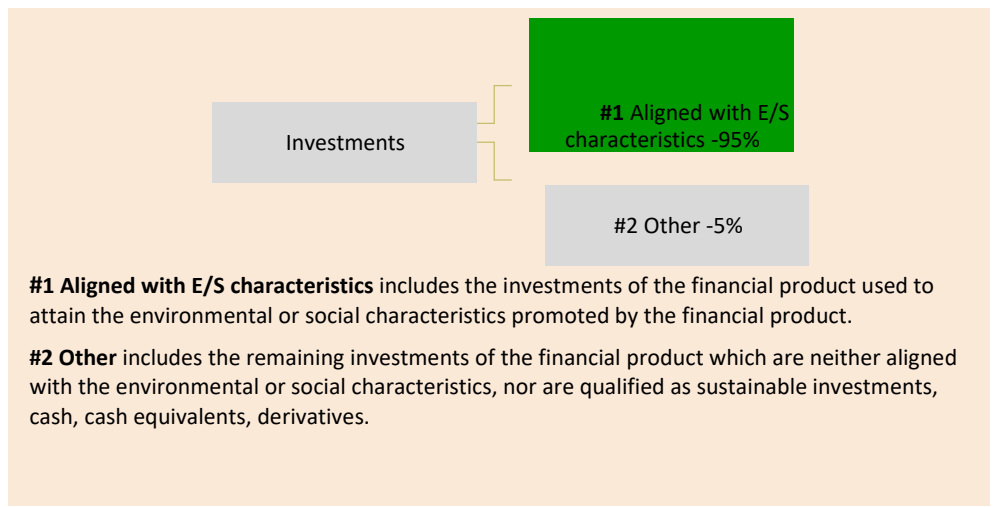 #1 Aligned with E/S
characteristics -95%
Investments
#2 Other -5%
#1 Aligned with E/S characteristics includes the investments of the financial product used to
attain the environmental or social characteristics promoted by the financial product.
#2 Other includes the remaining investments of the financial product which are neither aligned
with the environmental or social characteristics, nor are qualified as sustainable investments,
cash, cash equivalents, derivatives.